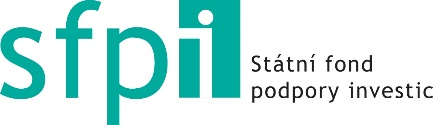 sfpi
Státní fond
podpory investic